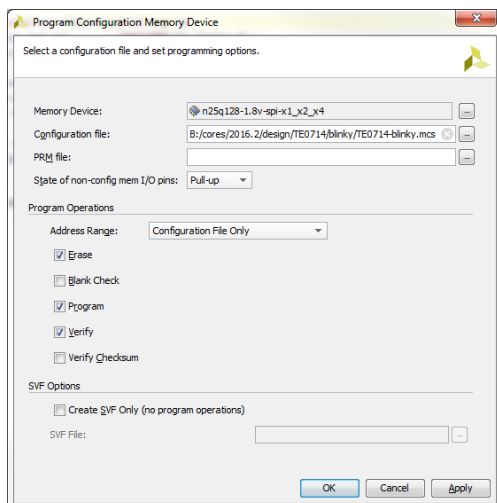 Program Configuration Memory Device
Select a configuration file and set programming options.
Memory Device: n25q128-1.8v-spi-x1_x2_x4 ...
Configuration file: B:/cores/2016.2/design/TE0714/blinky/TE0714-blinky.mcs ...
PRM file: ...
State of non-config mem I/O pins: Pull-up
Program Operations
Address Range: Configuration File Only
Erase
Blank Check
Program
Verify
Verify Checksum
SVF Options
Create SVF Only (no program operations)
SVF File: ...
OK Cancel Apply